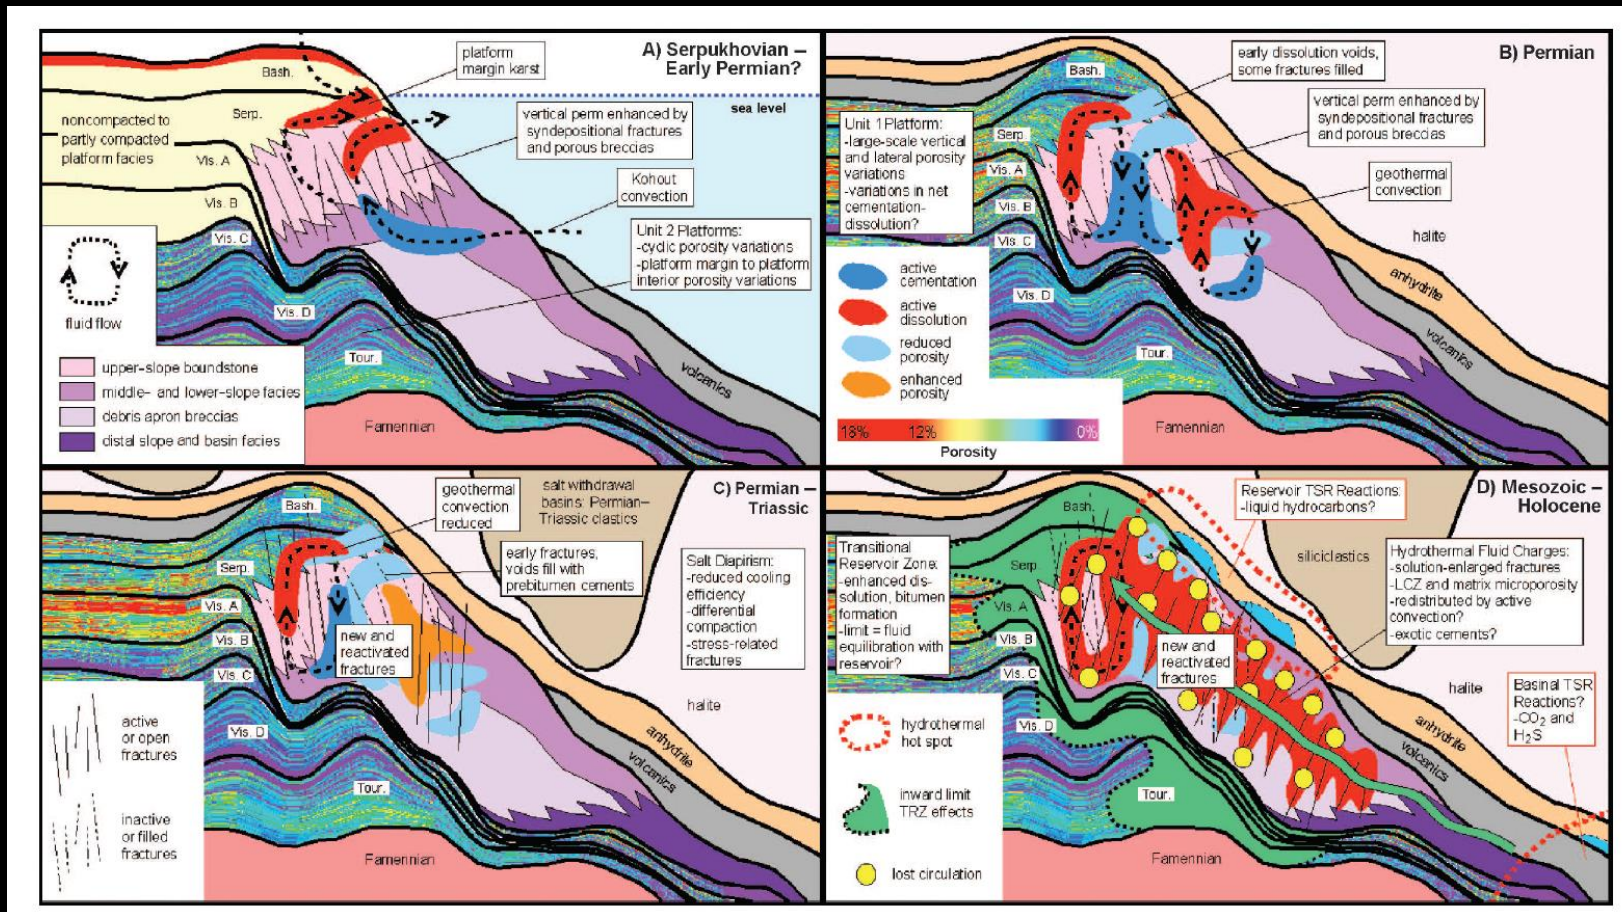 A) Serpukhovian –
Early Permian?
platform
margin karst
Bash.
sea level
Serp.
noncompacted to
partly compacted
platform facies
vertical perm enhanced by
syndepositional fractures
and porous breccias
Vis. A
Kohout
convection
Vis. B
Unit 2 Platforms:
-cyclic porosity variations
-platform margin to platform
interior porosity variations
Vis. C
fluid flow
Vis. D
Tour.
volcanics
upper-slope boundstone
middle- and lower-slope facies
debris apron breccias
distal slope and basin facies
Famennian
B) Permian
early dissolution voids,
some fractures filled
Bash.
vertical perm enhanced by
syndepositional fractures
and porous breccias
Unit 1 Platform:
-large-scale vertical
and lateral porosity
variations
-variations in net
cementation-
dissolution?
Serp.
Vis. A
geothermal
convection
Vis. B
Vis. C
halite
active
cementation
anhydrite
Vis. D
active
dissolution
reduced
porosity
Tour.
volcanics
enhanced
porosity
18% 12% 0%
Porosity
Famennian
C) Permian –
Triassic
geothermal
convection
reduced
salt withdrawal
basins: Permian–
Triassic clastics
Bash.
early fractures,
voids fill with
prebitumen cements
Salt Diapirism:
-reduced cooling
efficiency
-differential
compaction
-stress-related
fractures
Serp.
Vis. A
Vis. B
new and
reactivated
fractures
Vis. C
halite
active
or open
fractures
Vis. D
anhydrite
Tour.
volcanics
inactive
or filled
fractures
Famennian
D) Mesozoic –
Holocene
Reservoir TSR Reactions:
-liquid hydrocarbons?
Bash.
siliciclastics
Transitional
Reservoir Zone:
-enhanced dis-
solution, bitumen
formation
-limit = fluid
equilibration with
reservoir?
Hydrothermal Fluid Charges:
-solution-enlarged fractures
-LCZ and matrix microporosity
-redistributed by active
convection?
-exotic cements?
Serp.
Vis. A
Vis. B
new and
reactivated
fractures
Vis. C
halite
Basinal TSR
Reactions?
-CO₂ and
H₂S
hydrothermal
hot spot
Vis. D
anhydrite
volcanics
inward limit
TRZ effects
Tour.
Famennian
lost circulation